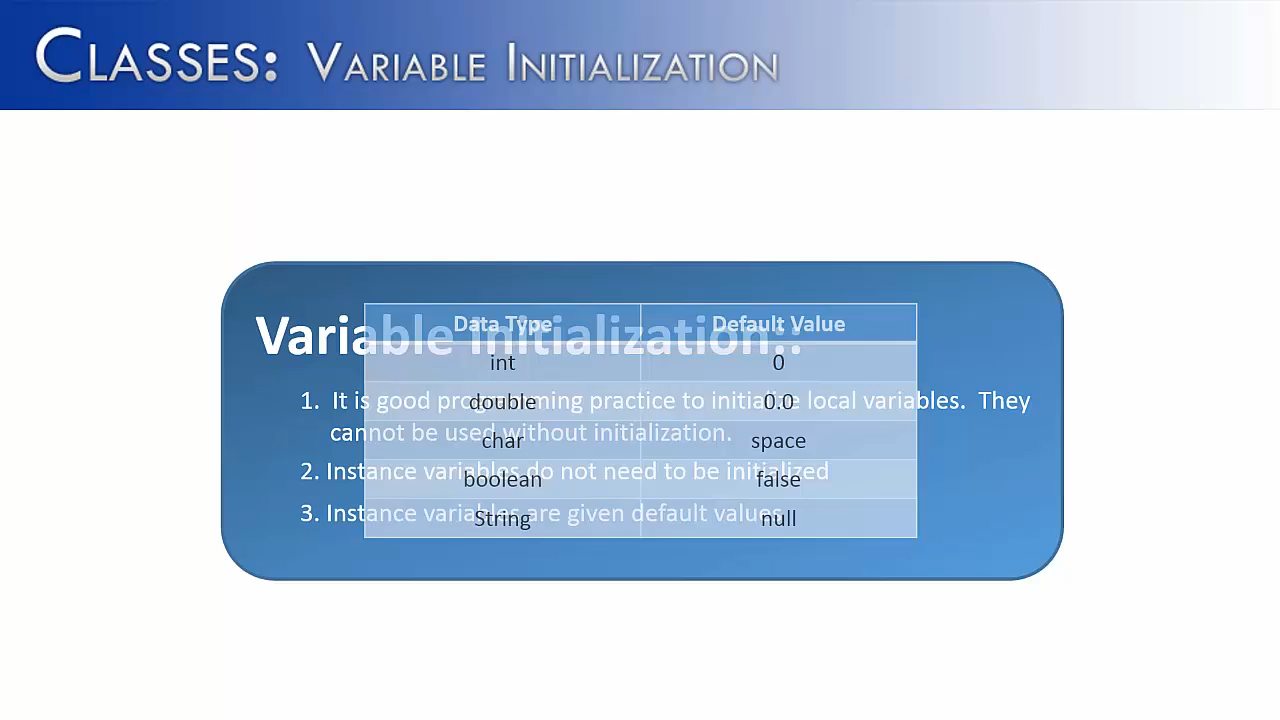 CLASSES: VARIABLE INITIALIZATION
Variable Initialization::
1. It is good programming practice to initialize local variables. They
cannot be used without initialization.
2. Instance variables do not need to be initialized
3. Instance variables are given default values.
Data Type Default Value
int 0
double 0.0
char space
boolean false
String null